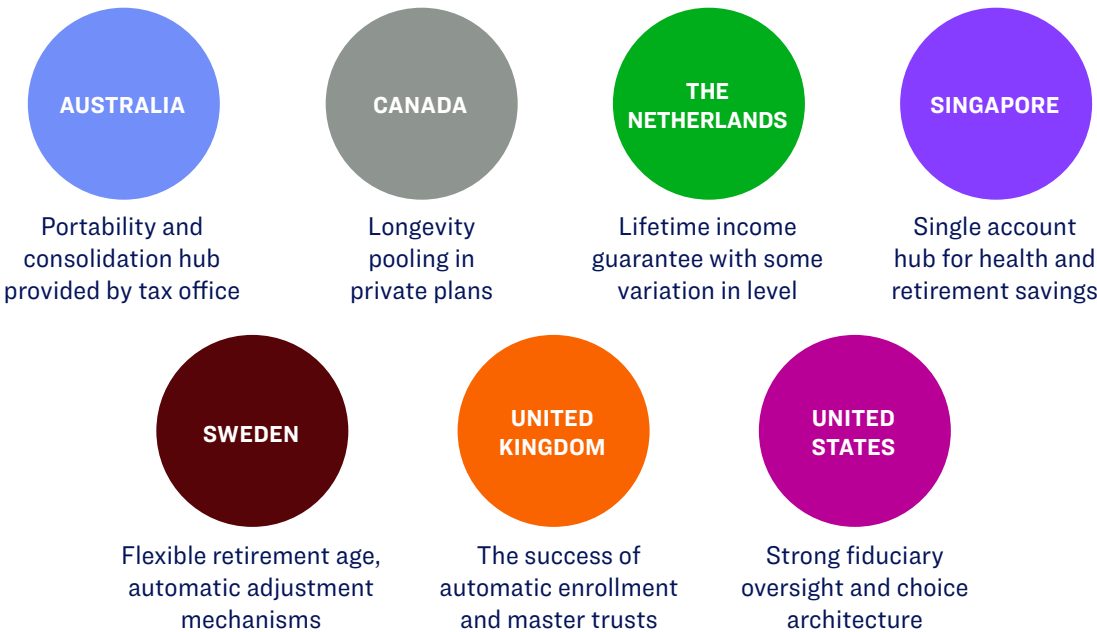 AUSTRALIA
Portability and
consolidation hub
provided by tax office
CANADA
Longevity
pooling in
private plans
THE
NETHERLANDS
Lifetime income
guarantee with some
variation in level
SINGAPORE
Single account
hub for health and
retirement savings
SWEDEN
Flexible retirement age,
automatic adjustment
mechanisms
UNITED
KINGDOM
The success of
automatic enrollment
and master trusts
UNITED
STATES
Strong fiduciary
oversight and choice
architecture